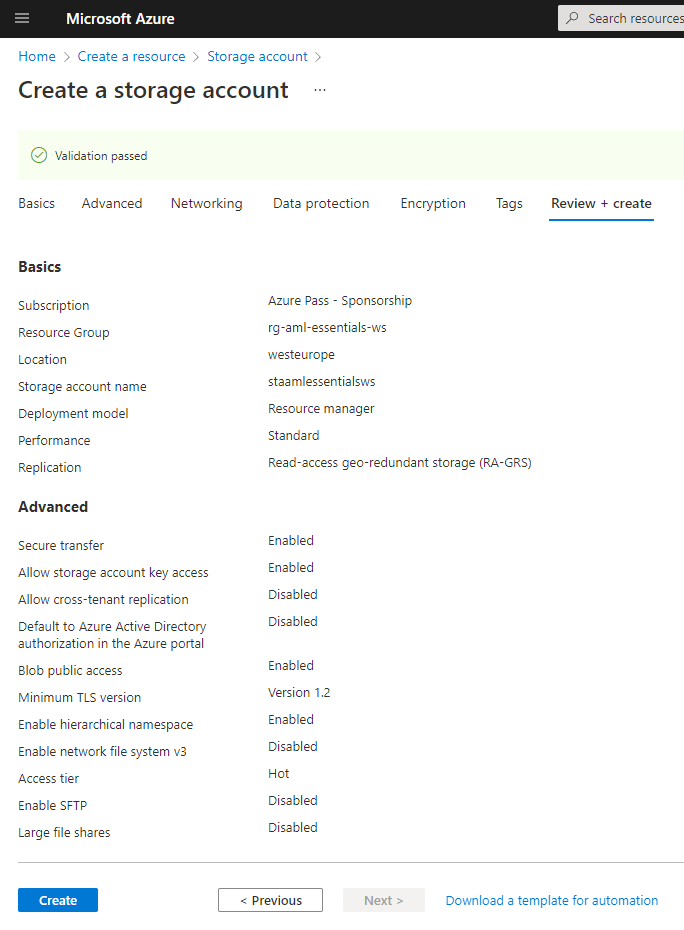 Microsoft Azure
Search resources
Home > Create a resource > Storage account >
Create a storage account ...
Validation passed
Basics Advanced Networking Data protection Encryption Tags Review + create
Basics
Subscription Azure Pass - Sponsorship
Resource Group rg-aml-essentials-ws
Location westeurope
Storage account name staamlessentialsws
Deployment model Resource manager
Performance Standard
Replication Read-access geo-redundant storage (RA-GRS)
Advanced
Secure transfer Enabled
Allow storage account key access Enabled
Allow cross-tenant replication Disabled
Default to Azure Active Directory Disabled
authorization in the Azure portal
Blob public access Enabled
Minimum TLS version Version 1.2
Enable hierarchical namespace Enabled
Enable network file system v3 Disabled
Access tier Hot
Enable SFTP Disabled
Large file shares Disabled
Create < Previous Next > Download a template for automation